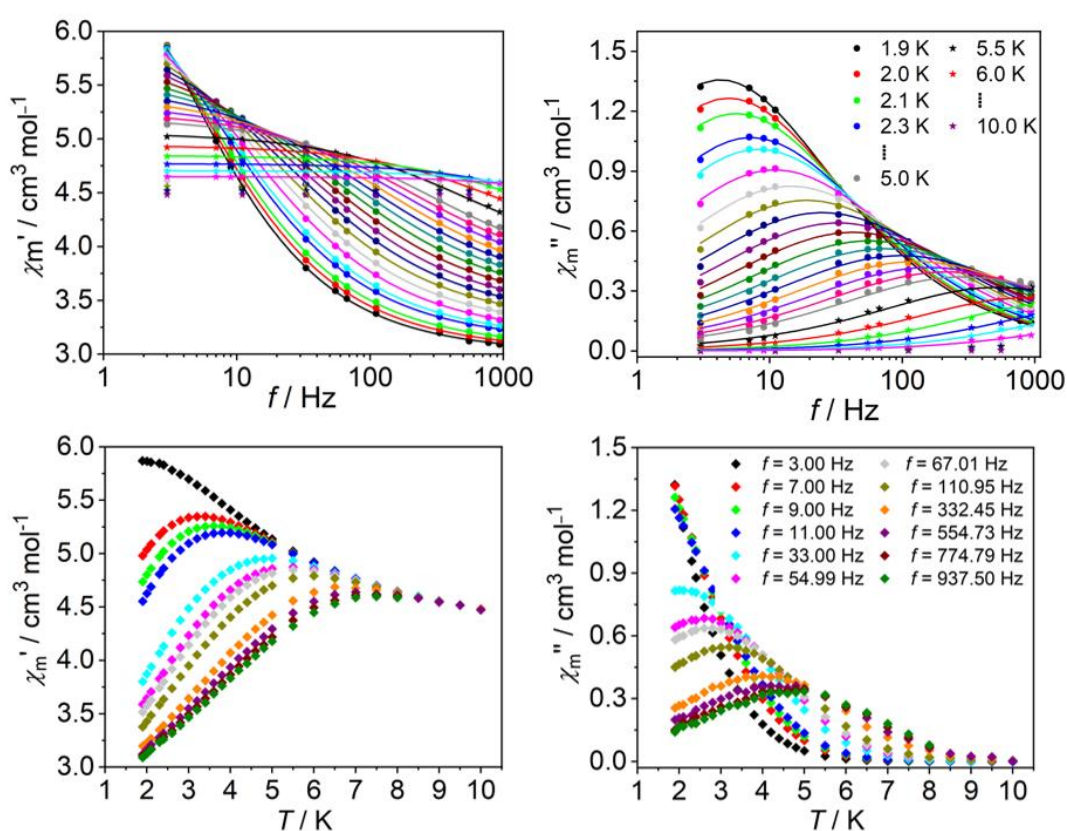 6.0
5.5
5.0
4.5
4.0
3.5
3.0
χm′ / cm³ mol⁻¹
1 10 100 1000
f / Hz
1.5
1.2
0.9
0.6
0.3
0.0
χm″ / cm³ mol⁻¹
1 10 100 1000
f / Hz
1.9 K 5.5 K
2.0 K 6.0 K
2.1 K
2.3 K 10.0 K
5.0 K
6.0
5.5
5.0
4.5
4.0
3.5
3.0
χm′ / cm³ mol⁻¹
1 2 3 4 5 6 7 8 9 10
T / K
1.5
1.2
0.9
0.6
0.3
0.0
χm″ / cm³ mol⁻¹
1 2 3 4 5 6 7 8 9 10
T / K
f = 3.00 Hz f = 67.01 Hz
f = 7.00 Hz f = 110.95 Hz
f = 9.00 Hz f = 332.45 Hz
f = 11.00 Hz f = 554.73 Hz
f = 33.00 Hz f = 774.79 Hz
f = 54.99 Hz f = 937.50 Hz